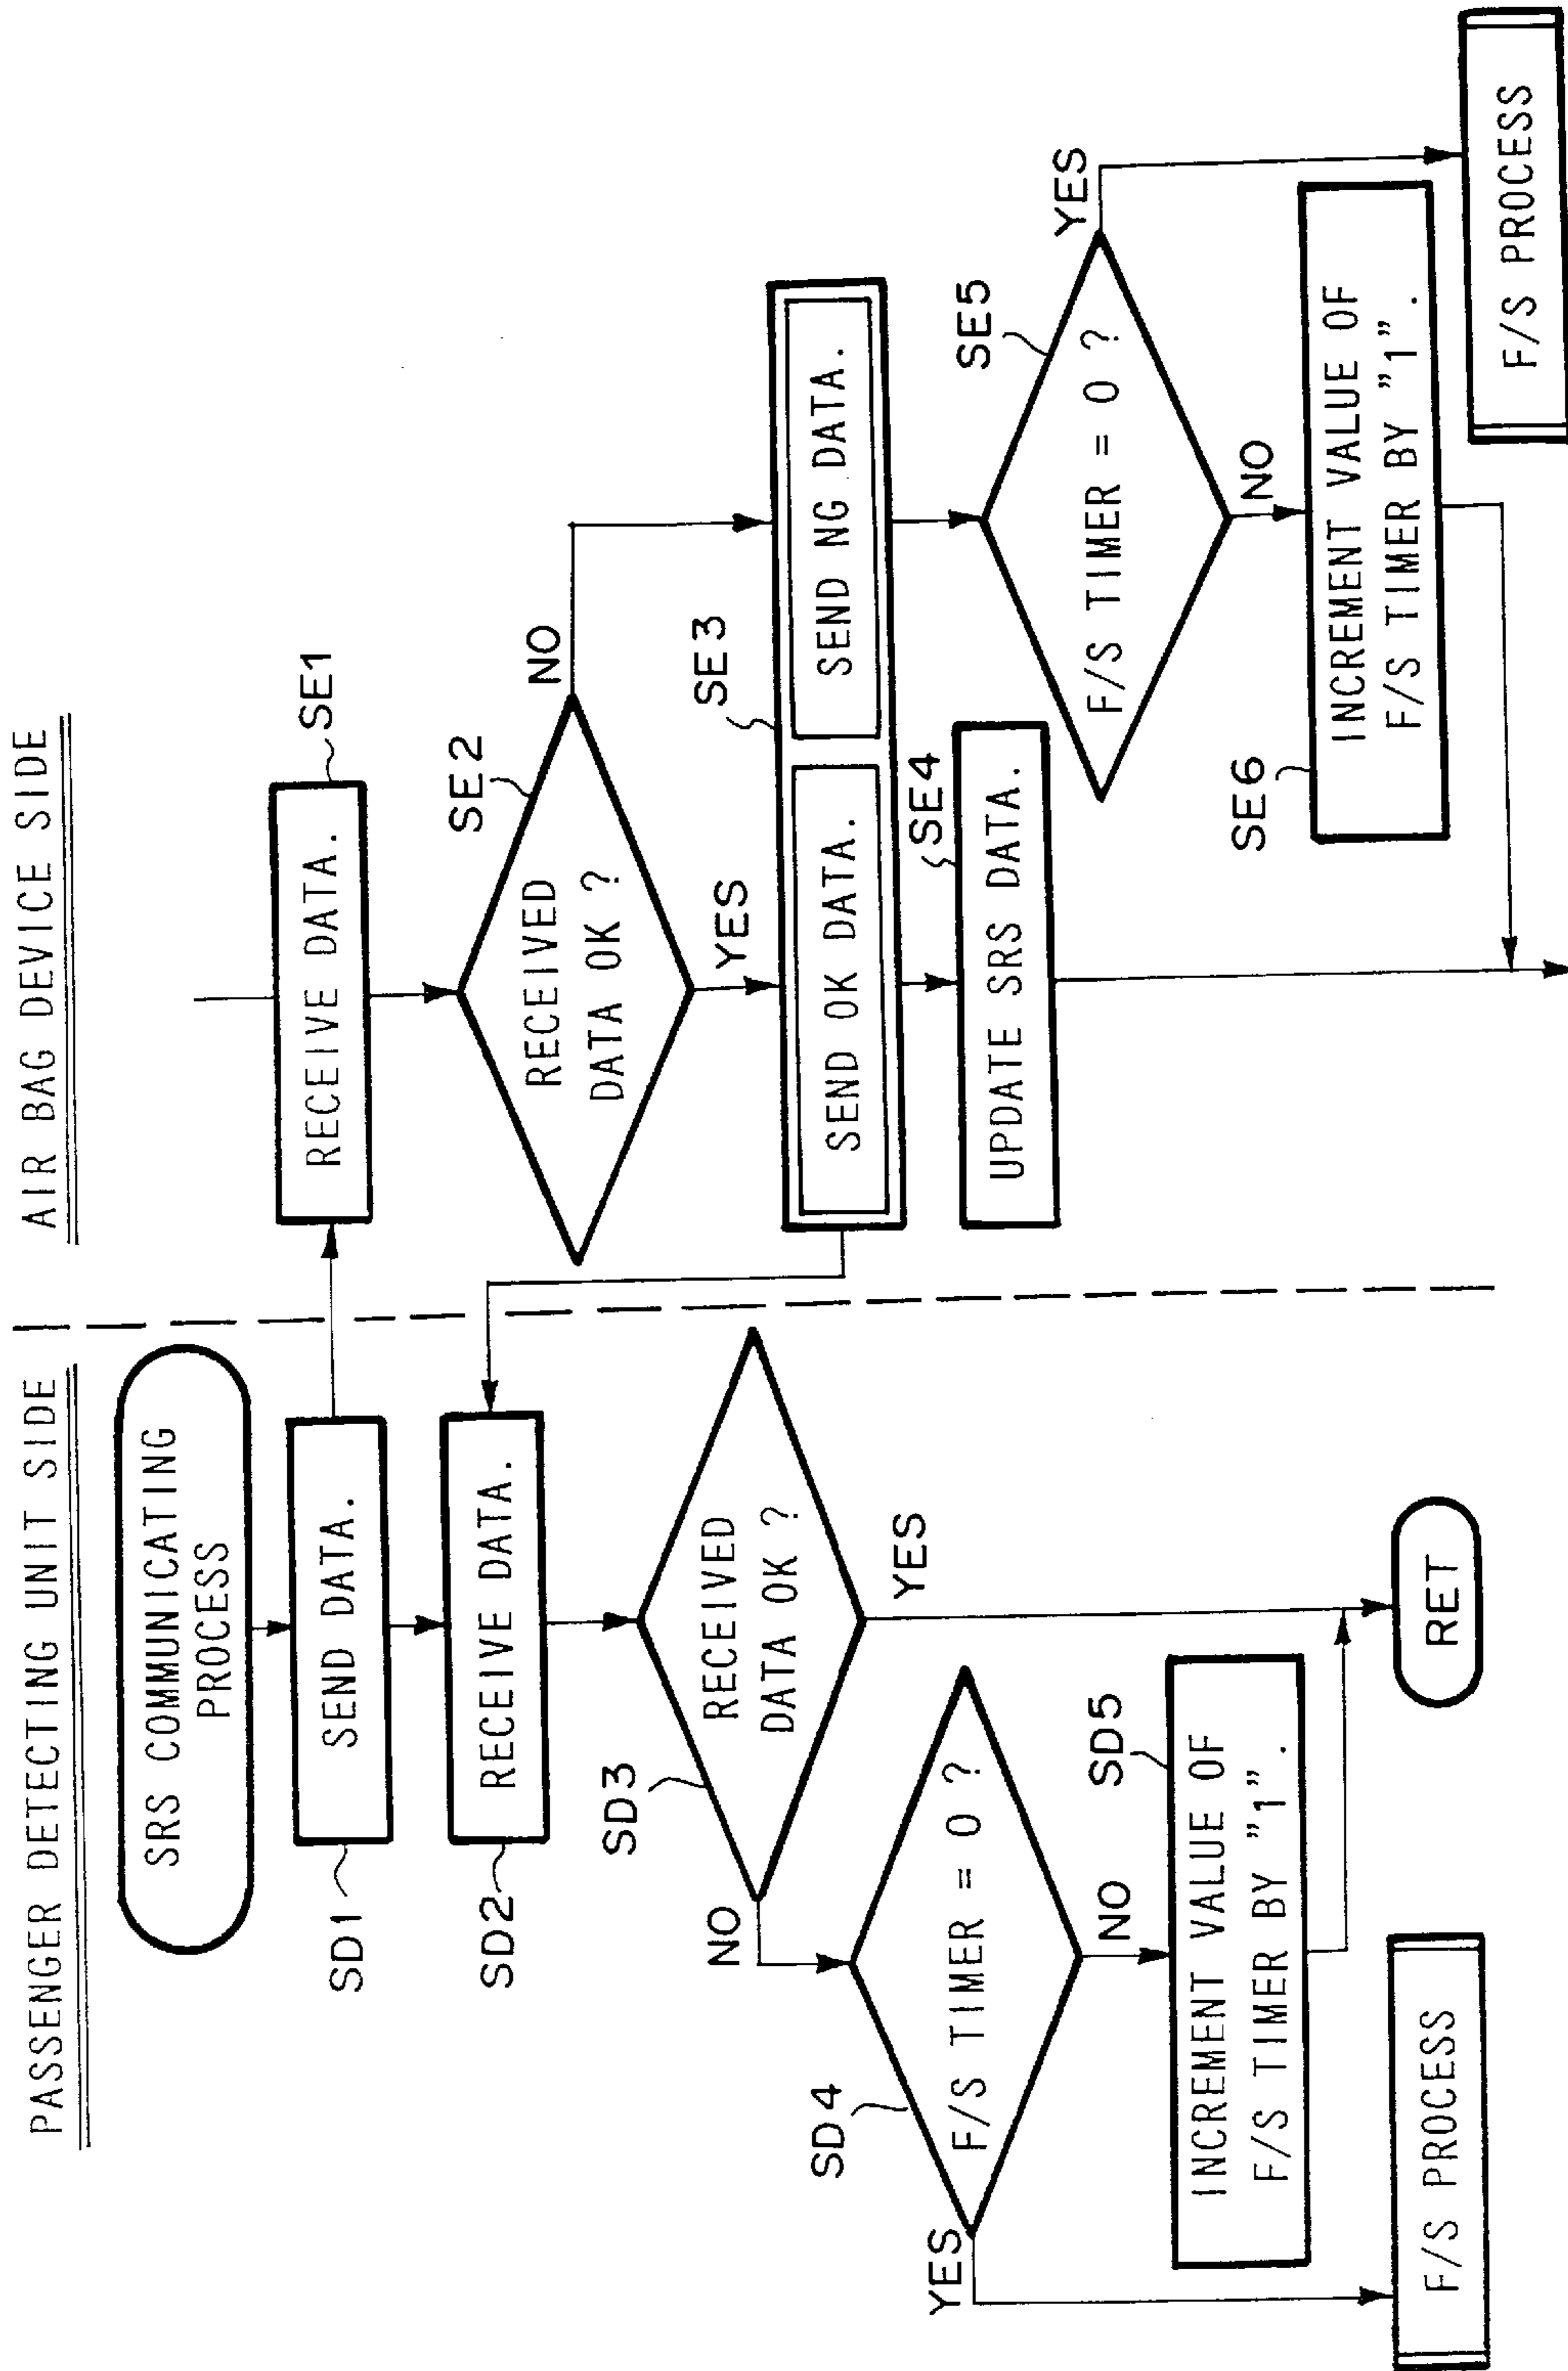 PASSENGER DETECTING UNIT SIDE
AIR BAG DEVICE SIDE
SRS COMMUNICATING
PROCESS
SD1
SEND DATA.
SD2
RECEIVE DATA.
SD3
RECEIVED
DATA OK ?
NO
YES
SD4
F/S TIMER = 0 ?
YES
NO
SD5
INCREMENT VALUE OF
F/S TIMER BY "1".
F/S PROCESS
RET
SE1
RECEIVE DATA.
SE2
RECEIVED
DATA OK ?
NO
YES
SE3
SEND OK DATA.
SEND NG DATA.
SE4
UPDATE SRS DATA.
SE5
F/S TIMER = 0 ?
YES
NO
SE6
INCREMENT VALUE OF
F/S TIMER BY "1".
F/S PROCESS